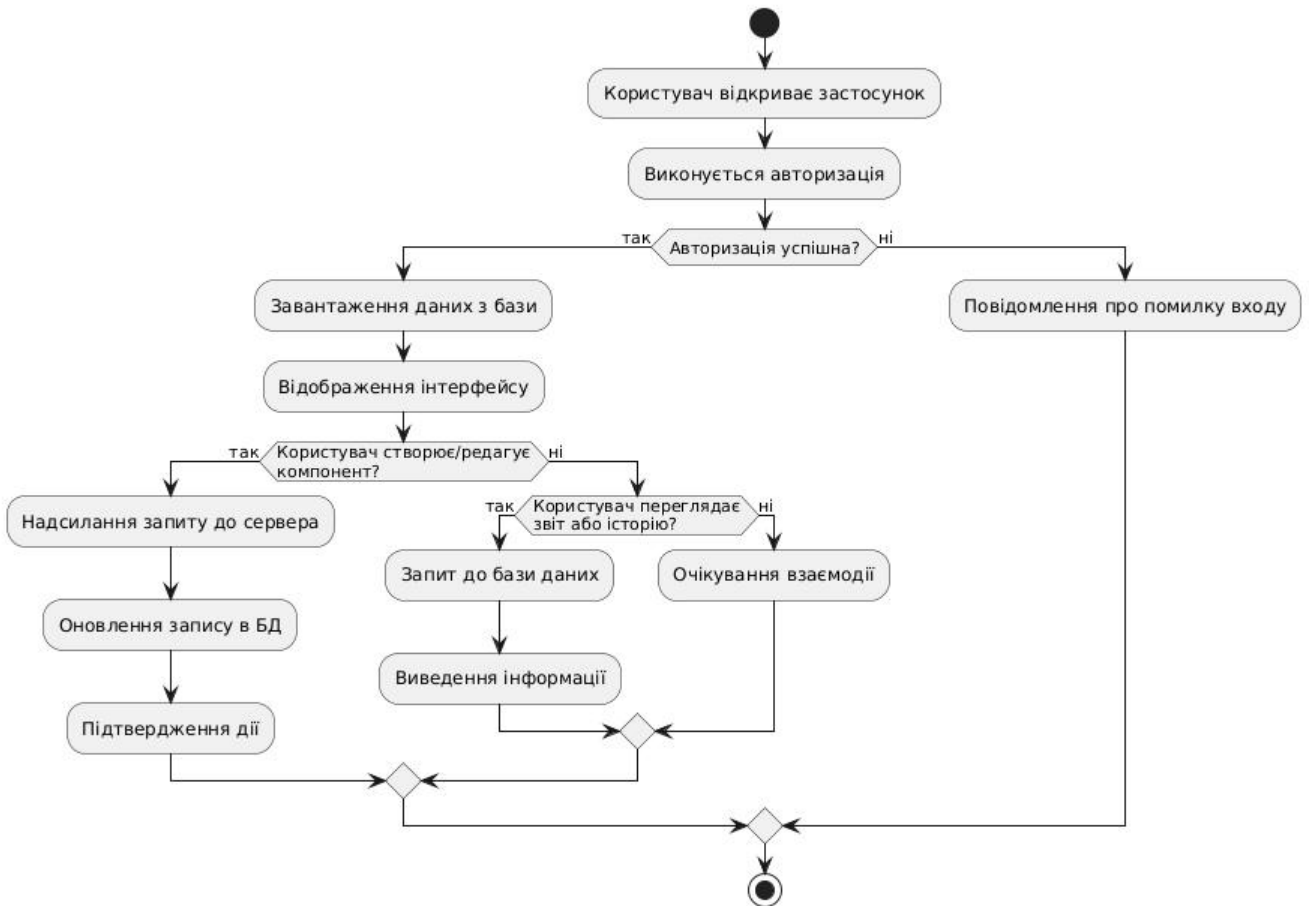 Користувач відкриває застосунок
Виконується авторизація
так
Авторизація успішна?
ні
Завантаження даних з бази
Повідомлення про помилку входу
Відображення інтерфейсу
так
Користувач створює/редагує
компонент?
ні
Надсилання запиту до сервера
так
Користувач переглядає
звіт або історію?
ні
Запит до бази даних
Очікування взаємодії
Оновлення запису в БД
Виведення інформації
Підтвердження дії